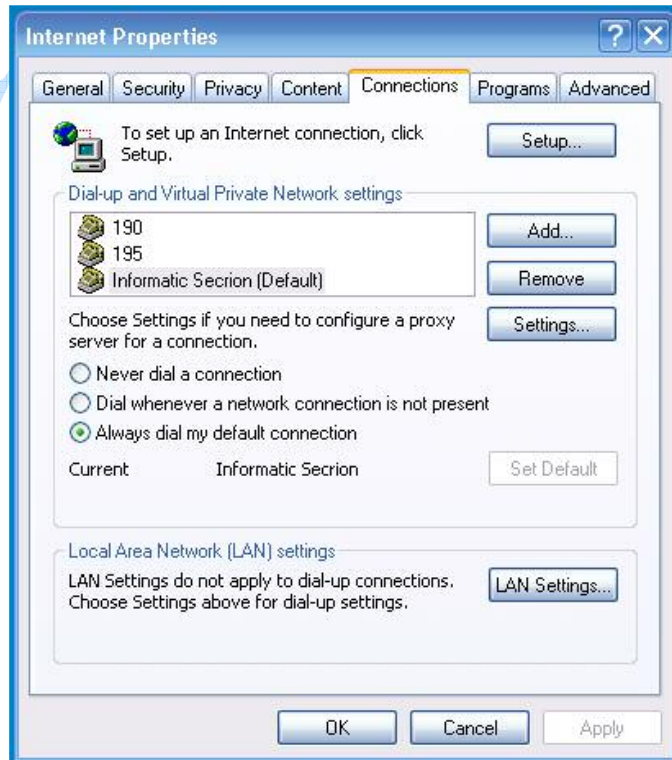 Internet Properties
General Security Privacy Content Connections Programs Advanced
To set up an Internet connection, click
Setup.
Setup...
Dial-up and Virtual Private Network settings
190
195
Informatic Secrion (Default)
Add...
Remove
Choose Settings if you need to configure a proxy
server for a connection.
Settings...
Never dial a connection
Dial whenever a network connection is not present
Always dial my default connection
Current Informatic Secrion Set Default
Local Area Network (LAN) settings
LAN Settings do not apply to dial-up connections.
Choose Settings above for dial-up settings.
LAN Settings...
OK Cancel Apply